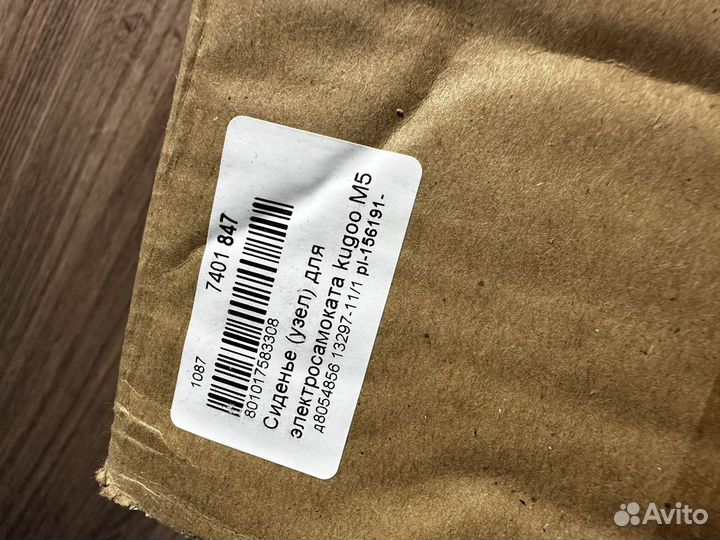 1087
7401 847
801017583308
Сиденье (узел) для
электросамоката kugoo M5
д8054856 13297-11/1 pl-156191-
Avito